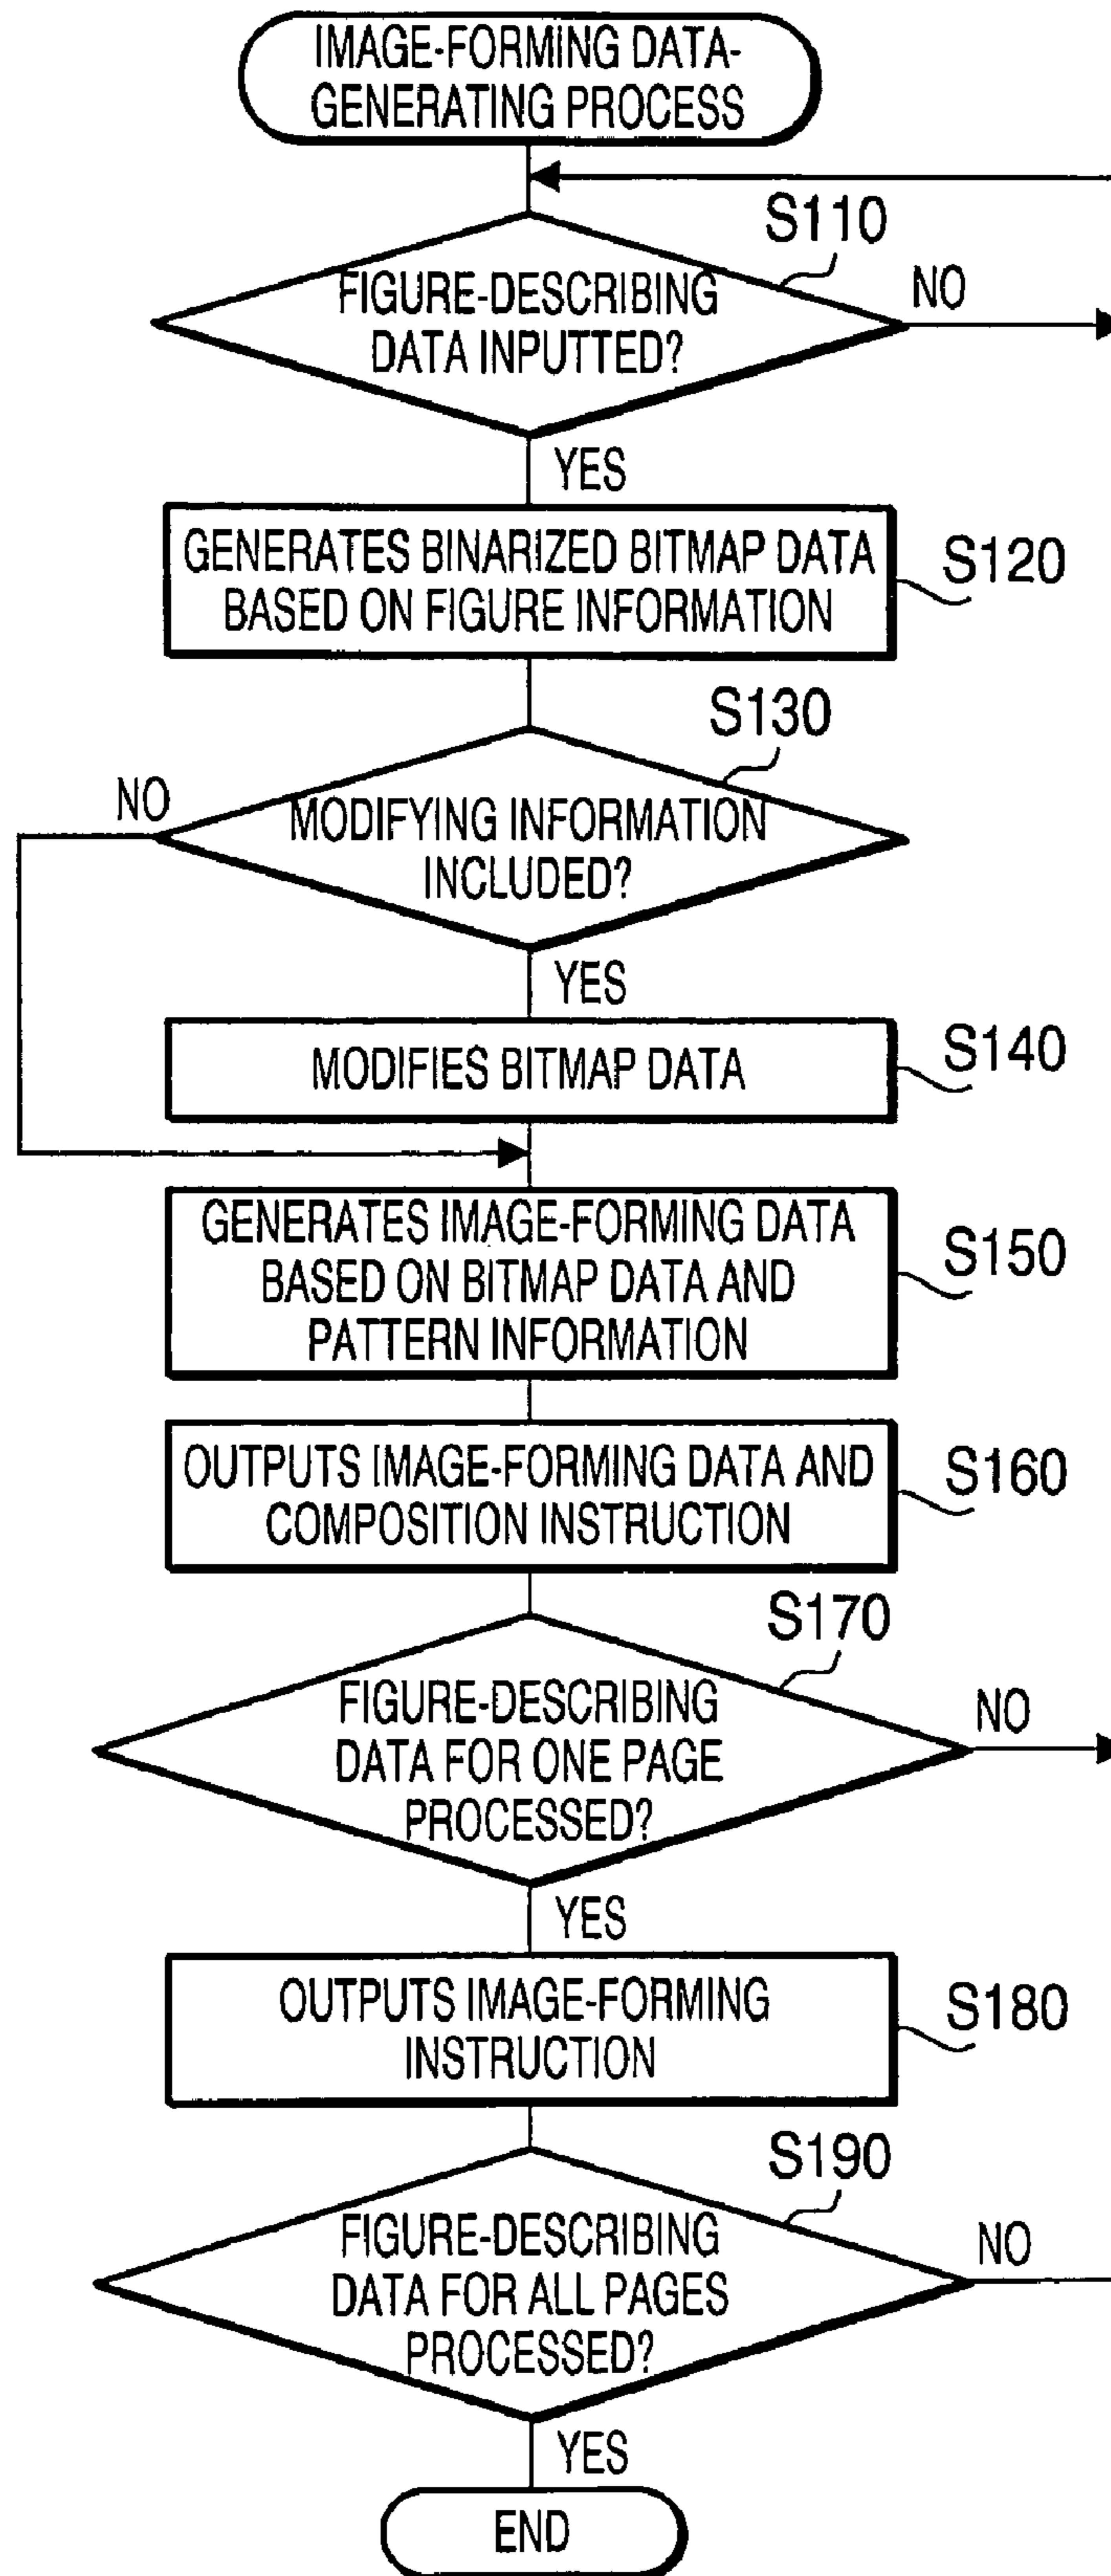 IMAGE-FORMING DATA-
GENERATING PROCESS
S110
FIGURE-DESCRIBING
DATA INPUTTED?
NO
YES
GENERATES BINARIZED BITMAP DATA
BASED ON FIGURE INFORMATION
S120
S130
NO
MODIFYING INFORMATION
INCLUDED?
YES
MODIFIES BITMAP DATA
S140
GENERATES IMAGE-FORMING DATA
BASED ON BITMAP DATA AND
PATTERN INFORMATION
S150
OUTPUTS IMAGE-FORMING DATA AND
COMPOSITION INSTRUCTION
S160
S170
FIGURE-DESCRIBING
DATA FOR ONE PAGE
PROCESSED?
NO
YES
OUTPUTS IMAGE-FORMING
INSTRUCTION
S180
S190
FIGURE-DESCRIBING
DATA FOR ALL PAGES
PROCESSED?
NO
YES
END